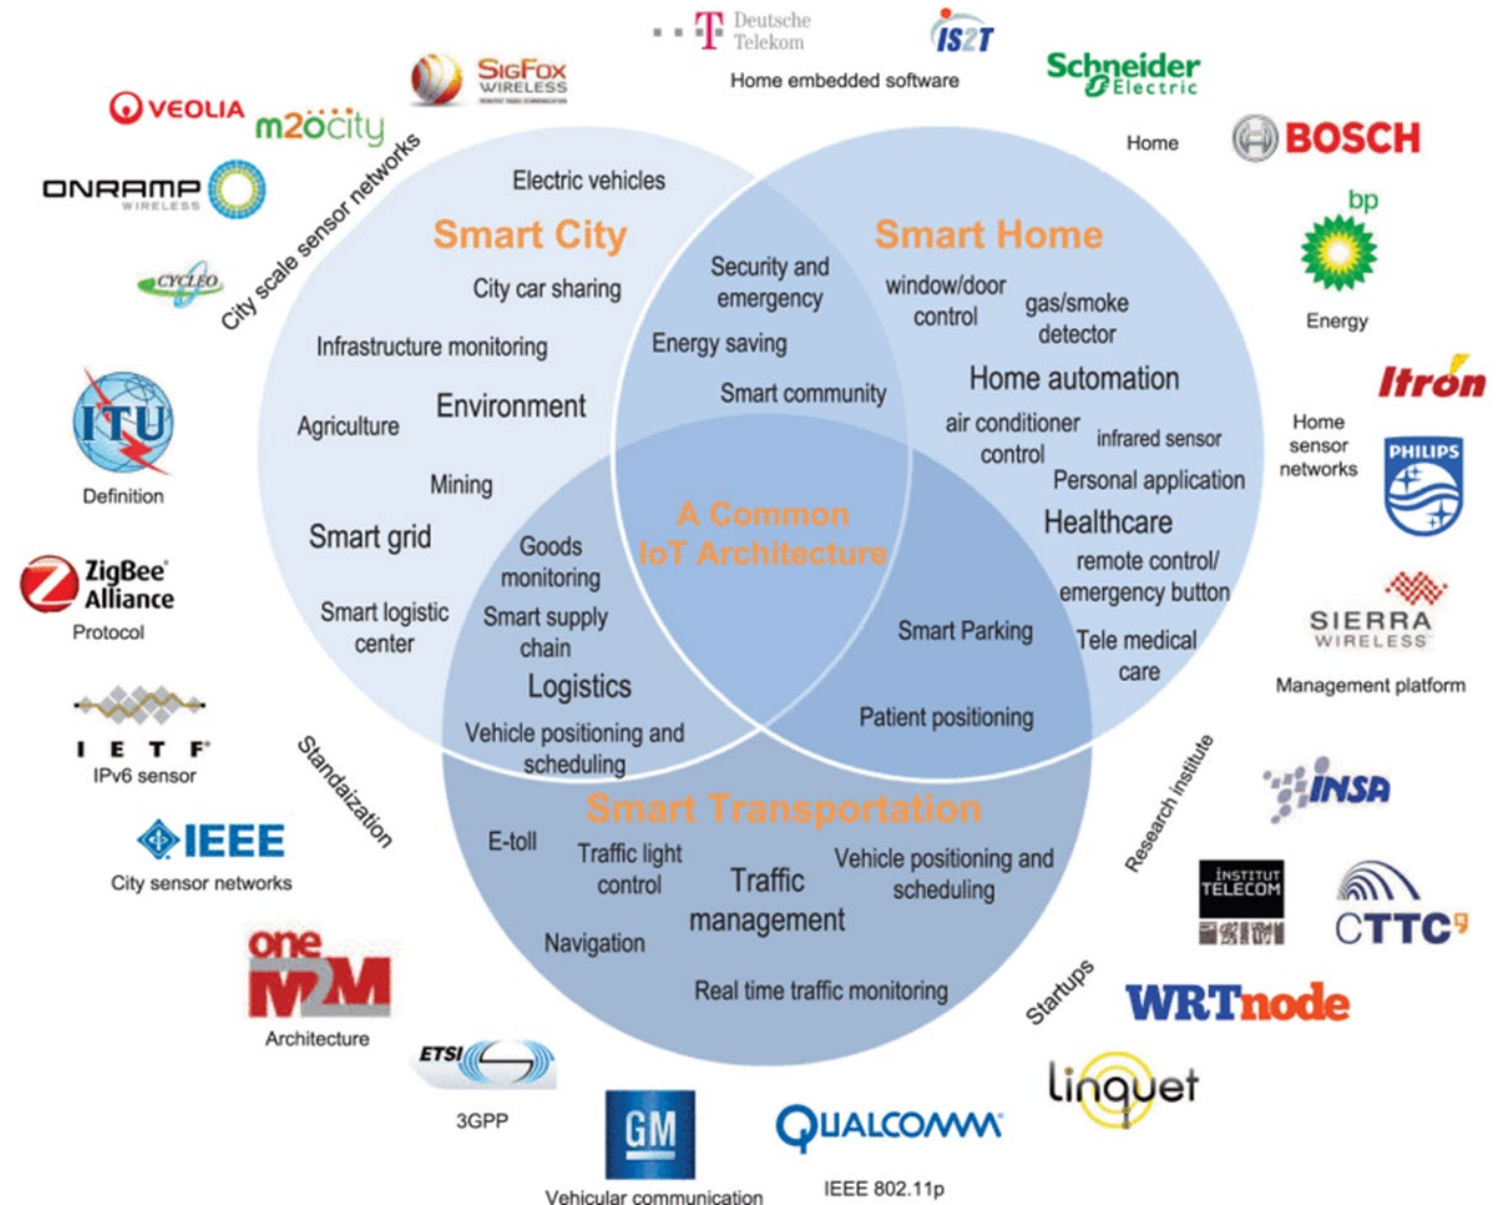 Deutsche
Telekom
IS2T
Home embedded software
SIGFOX
WIRELESS
Schneider
Electric
Home
VEOLIA
m2ocity
BOSCH
ONRAMP
WIRELESS
CYCLEO
City scale sensor networks
bp
Energy
Itron
Home
sensor
networks
PHILIPS
ITU
Definition
ZigBee
Alliance
Protocol
SIERRA
WIRELESS
Management platform
I E T F
IPv6 sensor
Standaization
IEEE
City sensor networks
one
M2M
Architecture
ETSI
3GPP
GM
Vehicular communication
QUALCOMM
IEEE 802.11p
linquet
Startups
WRTnode
Research institute
INSA
INSTITUT
TELECOM
CTTC
Electric vehicles
Smart City
City car sharing
Infrastructure monitoring
Environment
Agriculture
Mining
Smart grid
Smart logistic
center
Security and
emergency
Energy saving
Smart community
Smart Home
window/door
control
gas/smoke
detector
Home automation
air conditioner
control
infrared sensor
Personal application
Healthcare
remote control/
emergency button
Tele medical
care
A Common
IoT Architecture
Goods
monitoring
Smart supply
chain
Logistics
Vehicle positioning and
scheduling
Smart Parking
Patient positioning
Smart Transportation
E-toll
Traffic light
control
Traffic
management
Vehicle positioning and
scheduling
Navigation
Real time traffic monitoring